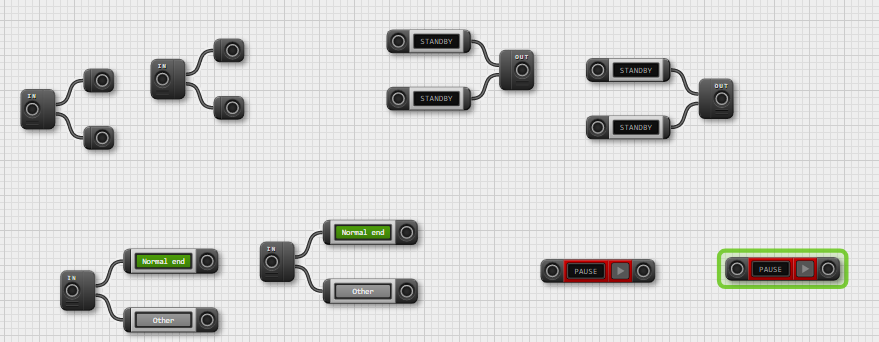 STANDBY
OUT
IN
STANDBY
OUT
IN
STANDBY
STANDBY
Normal end
IN
Other
Normal end
IN
Other
PAUSE
PAUSE